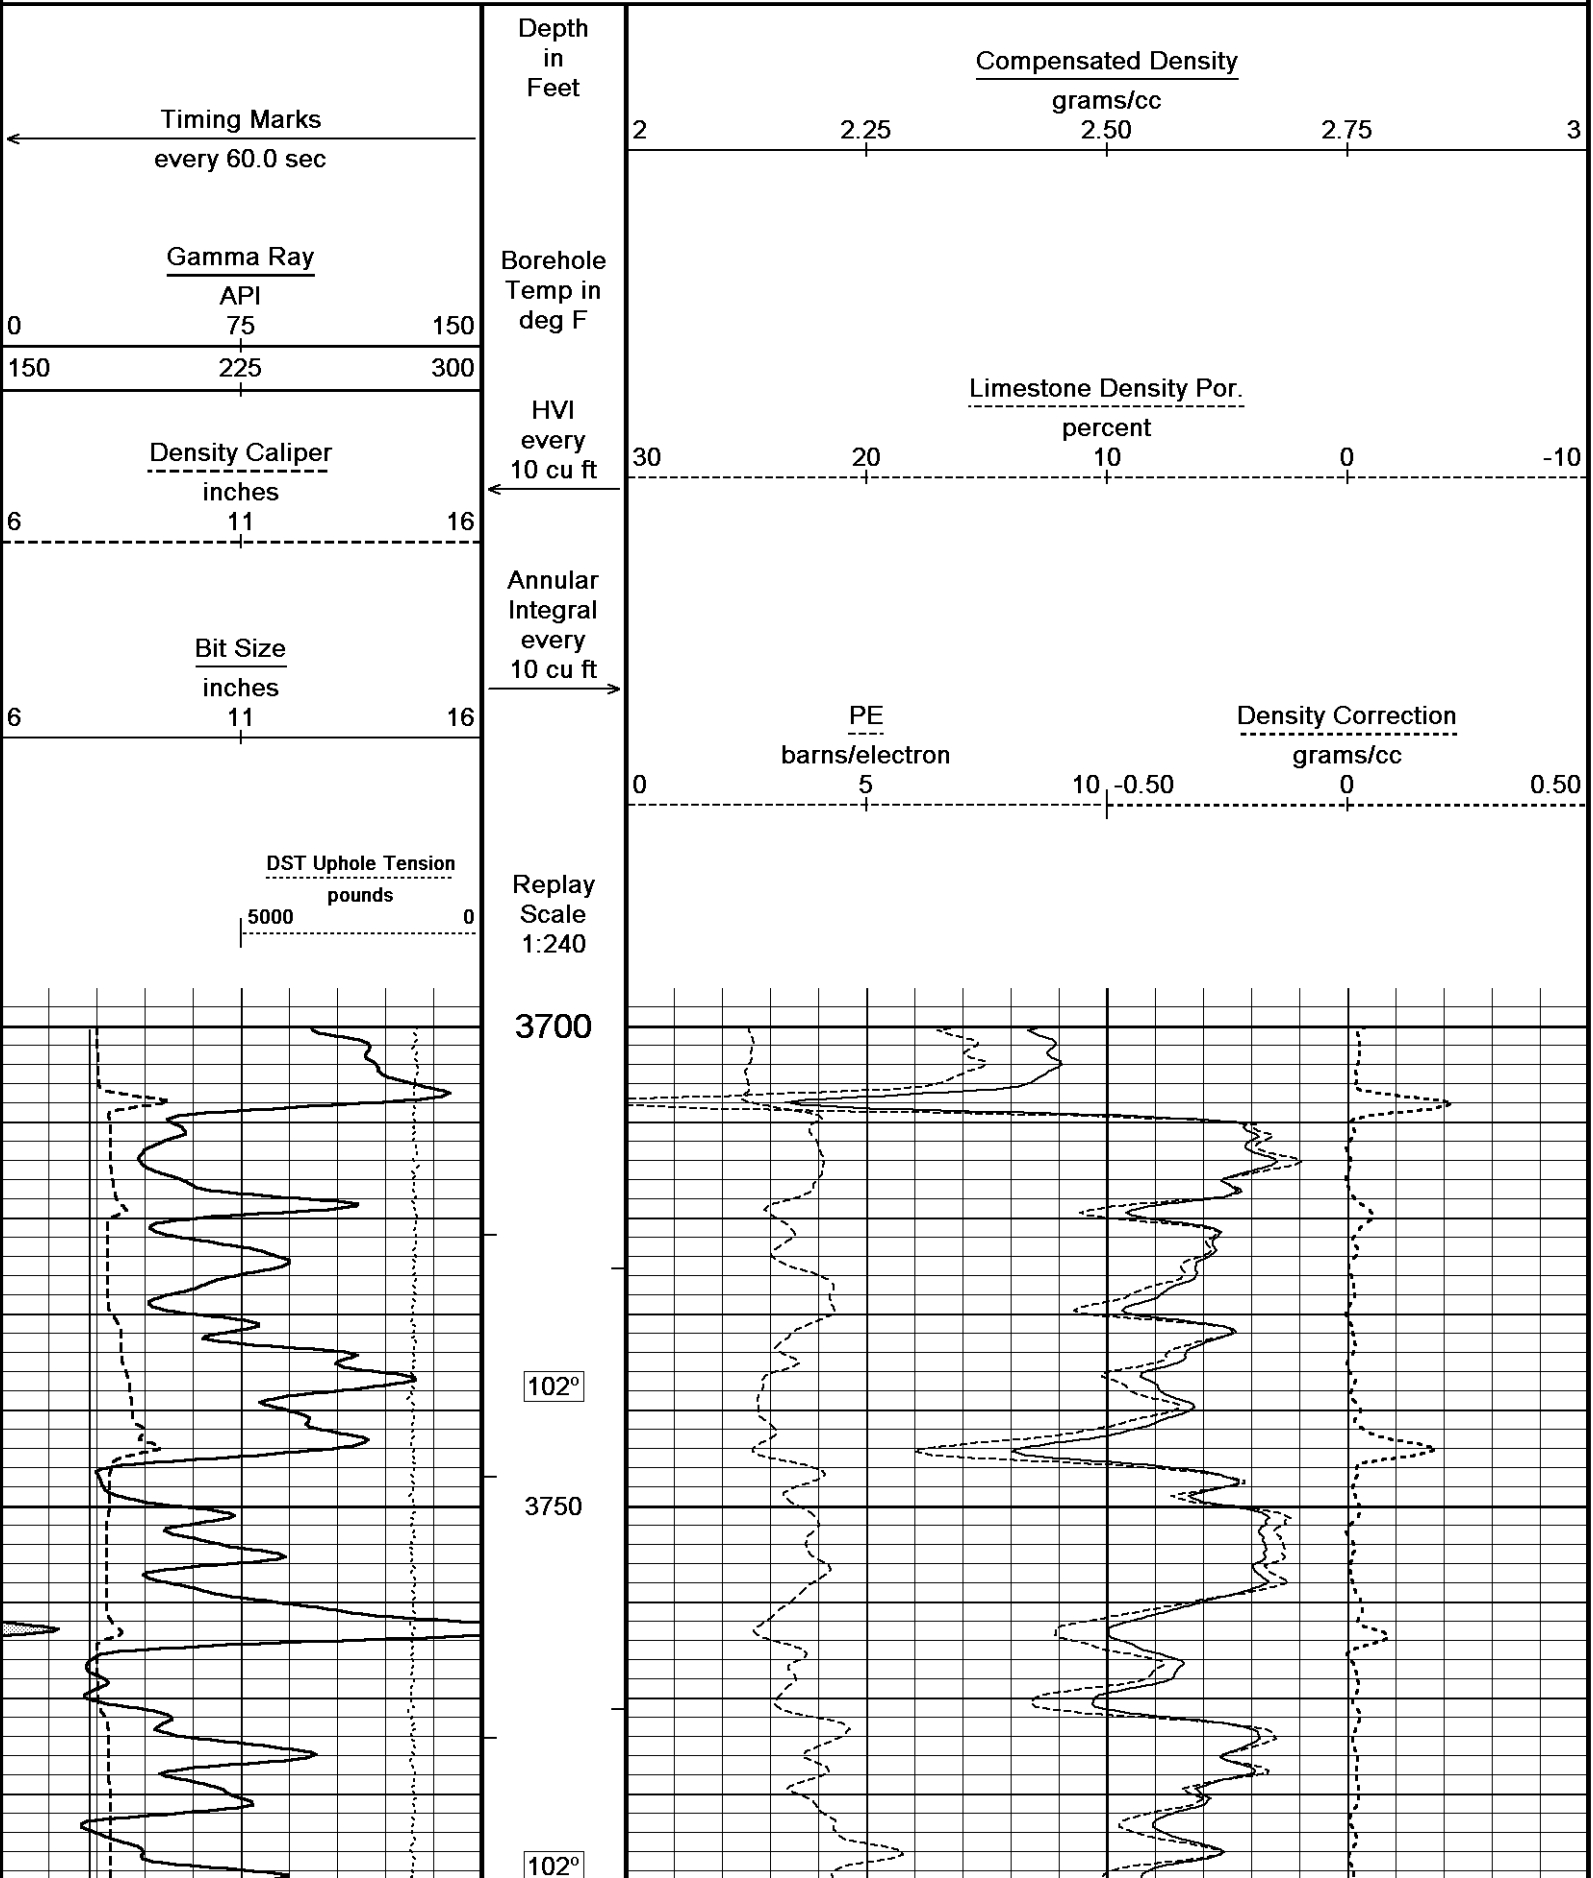 Timing Marks
every 60.0 sec
Gamma Ray
API
0 75 150
150 225 300
Density Caliper
inches
6 11 16
Bit Size
inches
6 11 16
DST Uphole Tension
pounds
5000 0
Depth
in
Feet
Borehole
Temp in
deg F
HVI
every
10 cu ft
Annular
Integral
every
10 cu ft
Replay
Scale
1:240
Compensated Density
grams/cc
2 2.25 2.50 2.75 3
Limestone Density Por.
percent
30 20 10 0 -10
PE
barns/electron
0 5 10
Density Correction
grams/cc
-0.50 0 0.50
3700
102º
3750
102º